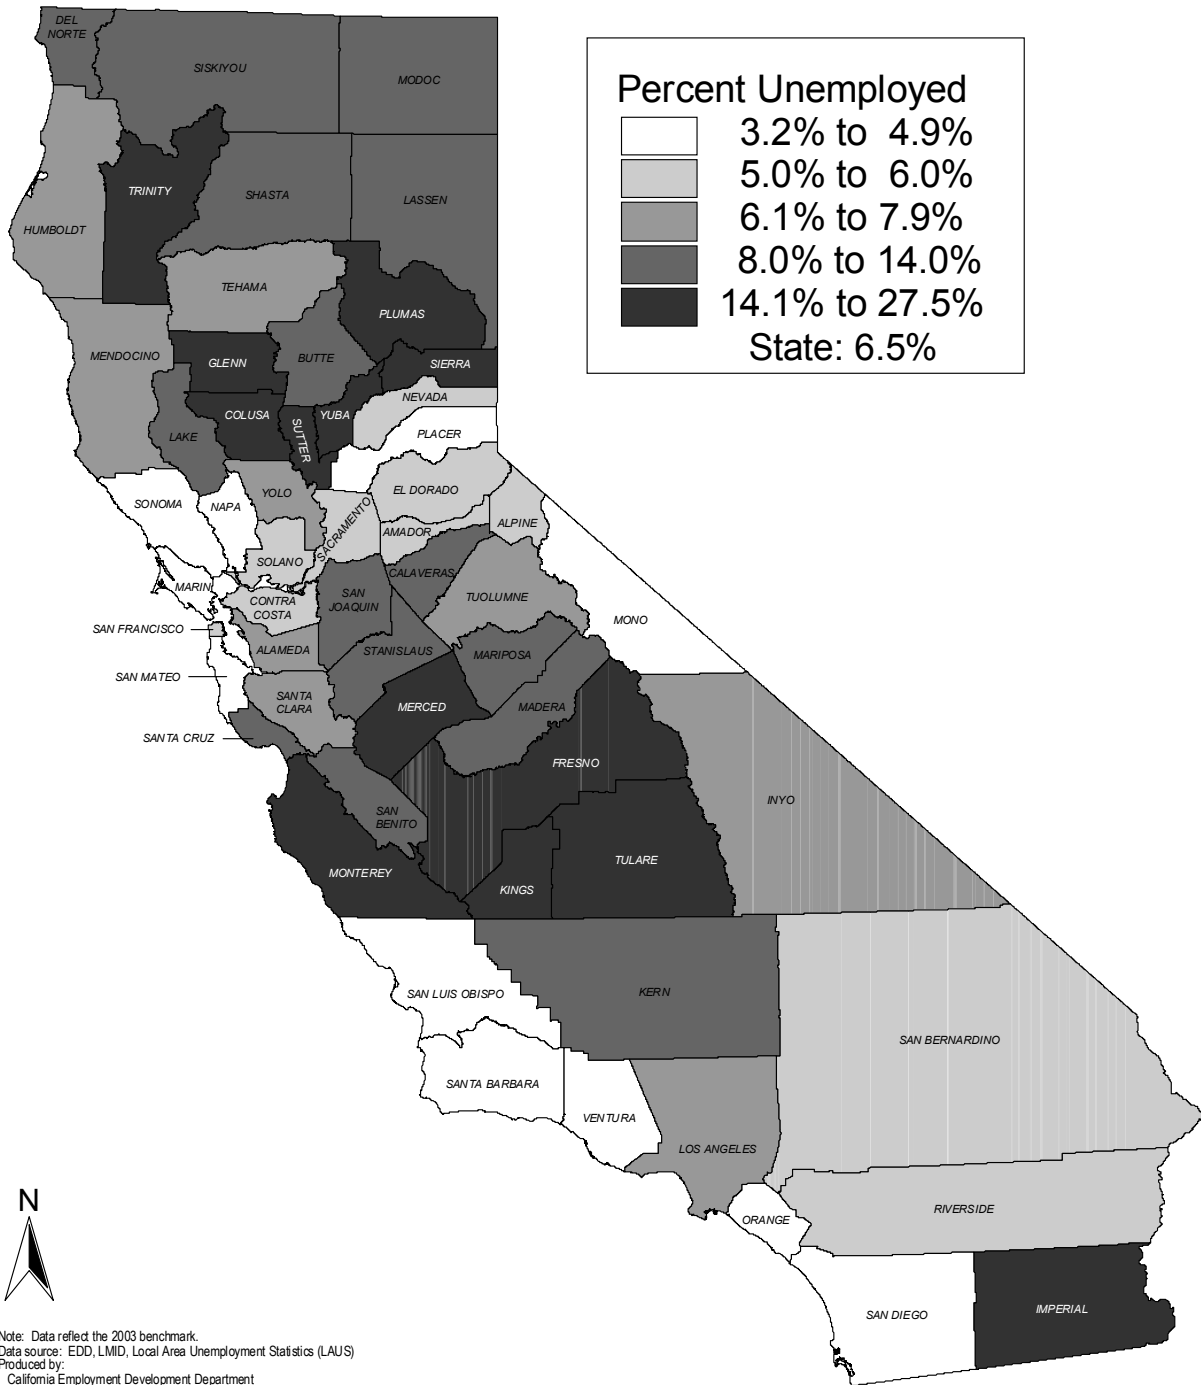 Percent Unemployed
3.2% to 4.9%
5.0% to 6.0%
6.1% to 7.9%
8.0% to 14.0%
14.1% to 27.5%
State: 6.5%
DEL
NORTE
SISKIYOU
MODOC
TRINITY
SHASTA
LASSEN
HUMBOLDT
TEHAMA
PLUMAS
MENDOCINO
GLENN
BUTTE
SIERRA
NEVADA
COLUSA
YUBA
SUTTER
PLACER
LAKE
EL DORADO
YOLO
SONOMA
NAPA
SACRAMENTO
ALPINE
AMADOR
SOLANO
CALAVERAS
MARIN
SAN
JOAQUIN
CONTRA
COSTA
TUOLUMNE
MONO
SAN FRANCISCO
ALAMEDA
STANISLAUS
MARIPOSA
SAN MATEO
SANTA
CLARA
MERCED
MADERA
SANTA CRUZ
FRESNO
INYO
SAN
BENITO
TULARE
MONTEREY
KINGS
SAN LUIS OBISPO
KERN
SAN BERNARDINO
SANTA BARBARA
VENTURA
LOS ANGELES
ORANGE
RIVERSIDE
SAN DIEGO
IMPERIAL
N
Note: Data reflect the 2003 benchmark.
Data source: EDD, LMID, Local Area Unemployment Statistics (LAUS)
Produced by:
California Employment Development Department